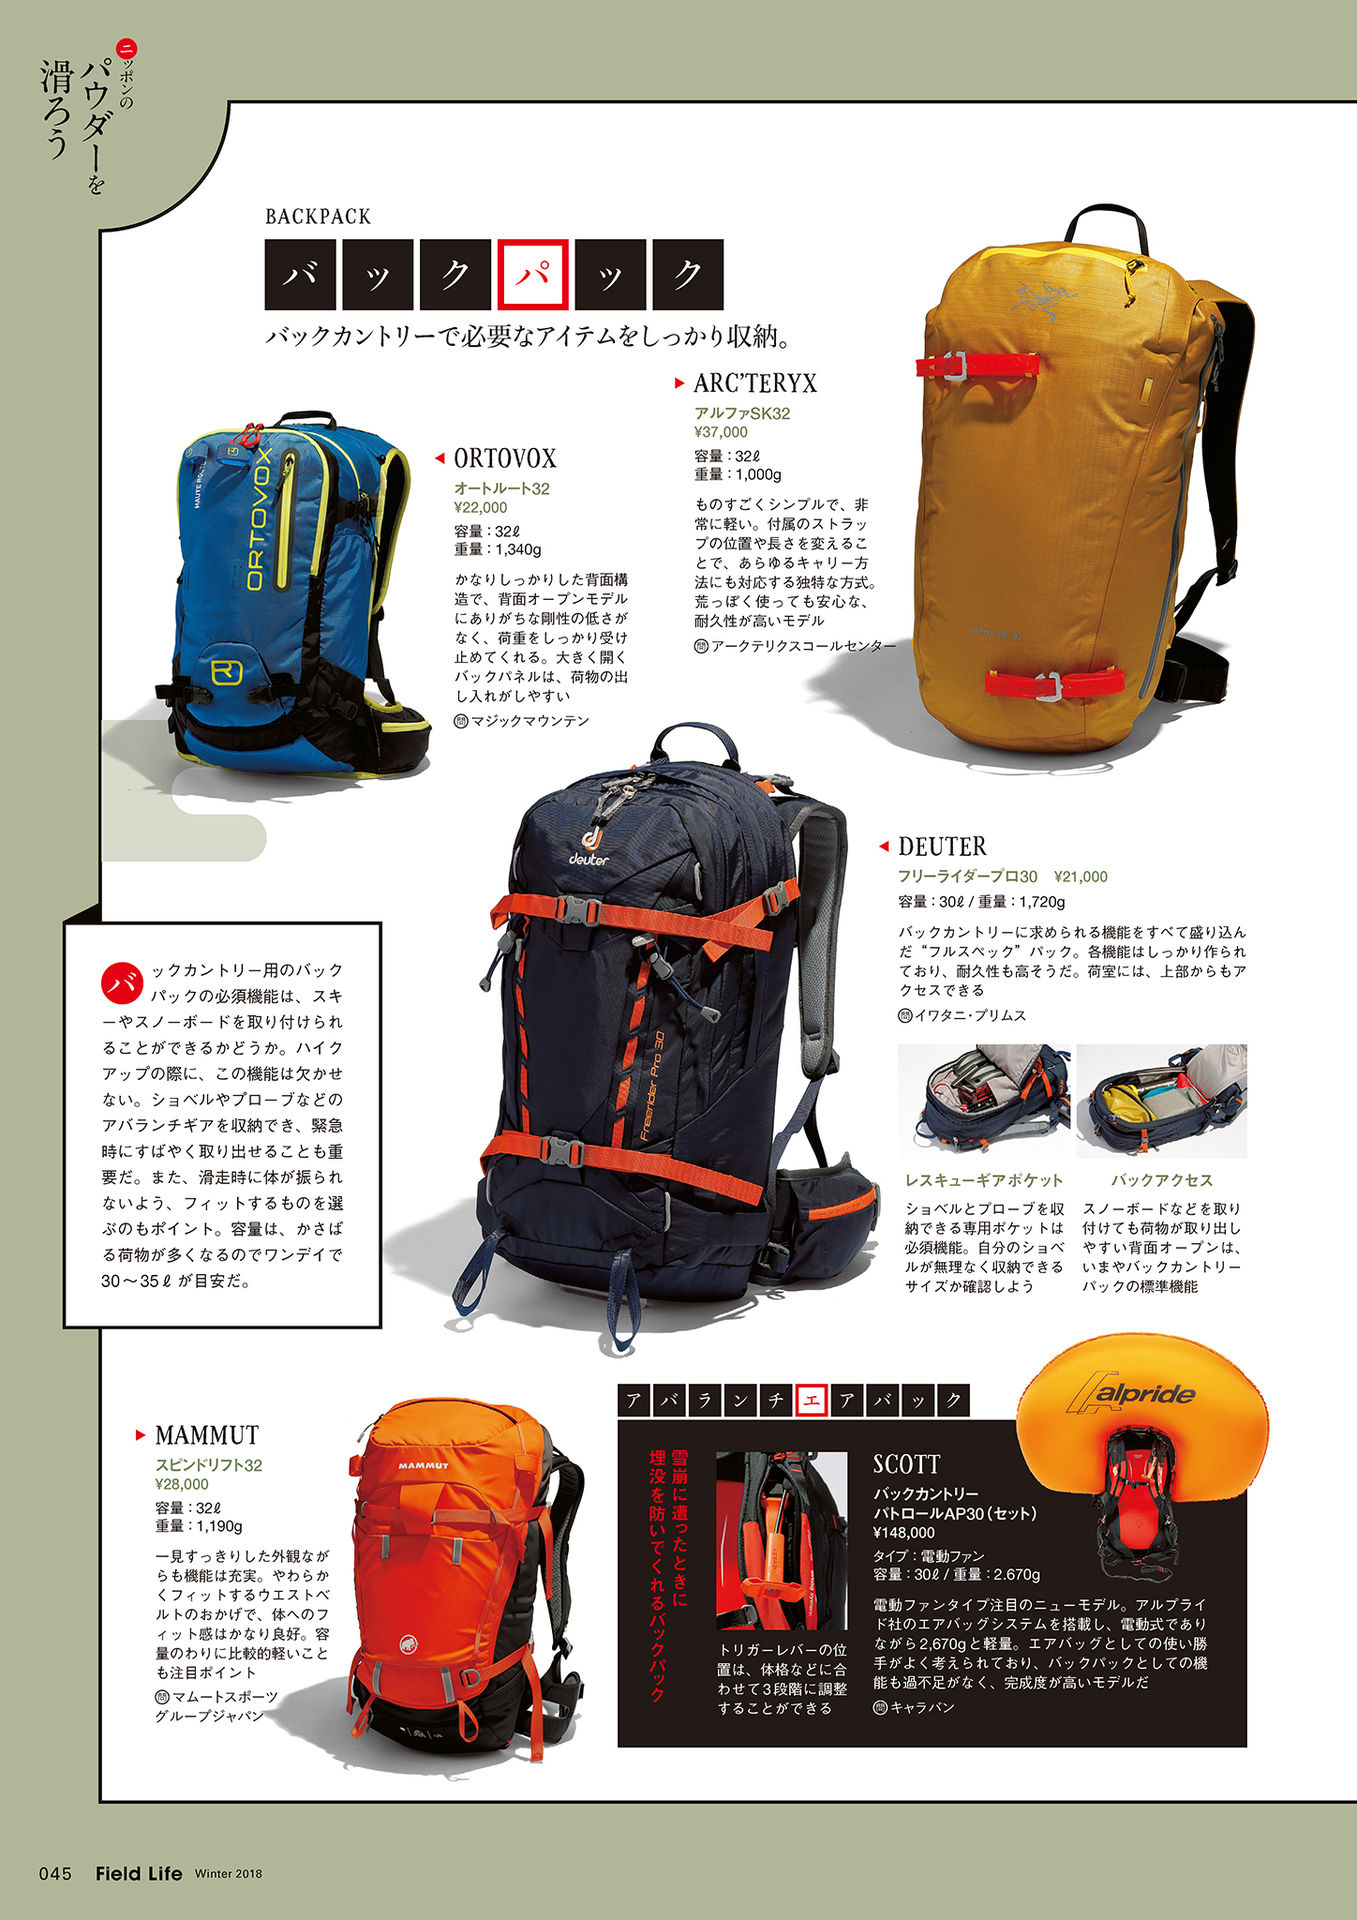 ニッポンの
パウダーを
滑ろう
BACKPACK
バックパック
バックカントリーで必要なアイテムをしっかり収納。
ARC'TERYX
アルファSK32
¥37,000
容量：32ℓ
重量：1,000g
ものすごくシンプルで、非
常に軽い。付属のストラッ
プの位置や長さを変えるこ
とで、あらゆるキャリー方
法にも対応する独特な方式。
荒っぽく使っても安心な、
耐久性が高いモデル
問アークテリクスコールセンター
ALPHA SK 32
ORTOVOX
オートルート32
¥22,000
容量：32ℓ
重量：1,340g
かなりしっかりした背面構
造で、背面オープンモデル
にありがちな剛性の低さが
なく、荷重をしっかり受け
止めてくれる。大きく開く
バックパネルは、荷物の出
し入れがしやすい
問マジックマウンテン
ORTOVOX
DEUTER
フリーライダープロ30　¥21,000
容量：30ℓ / 重量：1,720g
バックカントリーに求められる機能をすべて盛り込ん
だ“フルスペック”パック。各機能はしっかり作られ
ており、耐久性も高そうだ。荷室には、上部からもア
クセスできる
問イワタニ・プリムス
deuter
Freerider Pro 30
レスキューギアポケット
ショベルとプローブを収
納できる専用ポケットは
必須機能。自分のショベ
ルが無理なく収納できる
サイズか確認しよう
バックアクセス
スノーボードなどを取り
付けても荷物が取り出し
やすい背面オープンは、
いまやバックカントリー
パックの標準機能
バックカントリー用のバック
パックの必須機能は、スキ
ーやスノーボードを取り付けられ
ることができるかどうか。ハイク
アップの際に、この機能は欠かせ
ない。ショベルやプローブなどの
アバランチギアを収納でき、緊急
時にすばやく取り出せることも重
要だ。また、滑走時に体が振られ
ないよう、フィットするものを選
ぶのもポイント。容量は、かさば
る荷物が多くなるのでワンデイで
30～35ℓが目安だ。
MAMMUT
スピンドリフト32
¥28,000
容量：32ℓ
重量：1,190g
一見すっきりした外観なが
らも機能は充実。やわらか
くフィットするウエストベ
ルトのおかげで、体へのフ
ィット感はかなり良好。容
量のわりに比較的軽いこと
も注目ポイント
問マムートスポーツ
グループジャパン
MAMMUT
アバランチエアバック
雪崩に遭ったときに
埋没を防いでくれるバックパック
トリガーレバーの位
置は、体格などに合
わせて3段階に調整
することができる
SCOTT
バックカントリー
パトロールAP30（セット）
¥148,000
タイプ：電動ファン
容量：30ℓ / 重量：2.670g
電動ファンタイプ注目のニューモデル。アルプライ
ド社のエアバッグシステムを搭載し、電動式であり
ながら2,670gと軽量。エアバッグとしての使い勝
手がよく考えられており、バックパックとしての機
能も過不足がなく、完成度が高いモデルだ
問キャラバン
alpride
045 Field Life Winter 2018